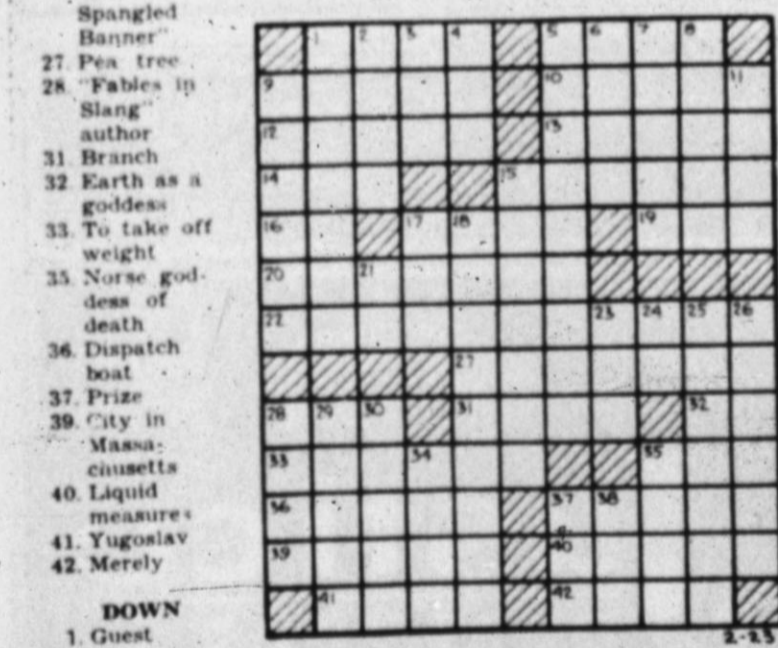 Spangled
Banner"
27. Pea tree
28. "Fables in
Slang"
author
31. Branch
32. Earth as a
goddess
33. To take off
weight
35. Norse god-
dess of
death
36. Dispatch
boat
37. Prize
39. City in
Massa-
chusetts
40. Liquid
measures
41. Yugoslav
42. Merely
DOWN
1. Guest
1 2 3 4 5 6 7 8
9 10 11
12 13
14 15
16 17 18 19
20 21
22 23 24 25 26
27
28 29 30 31 32
33 34 35
36 37 38
39 40
41 42
2-23